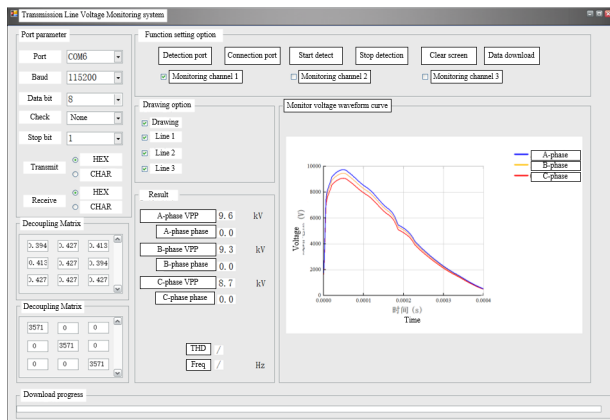 Transmission Line Voltage Monitoring system
Port parameter
Port COM6
Baud 115200
Data bit 8
Check None
Stop bit 1
Transmit HEX
CHAR
Receive HEX
CHAR
Decoupling Matrix
0.394 0.427 0.413
0.413 0.427 0.394
0.427 0.427 0.427
Decoupling Matrix
3571 0 0
0 3571 0
0 0 3571
Function setting option
Detection port Connection port Start detect Stop detection Clear screen Data download
Monitoring channel 1 Monitoring channel 2 Monitoring channel 3
Drawing option
Drawing
Line 1
Line 2
Line 3
Result
A-phase VPP 9.6 kV
A-phase phase 0.0
B-phase VPP 9.3 kV
B-phase phase 0.0
C-phase VPP 8.7 kV
C-phase phase 0.0
THD /
Freq / Hz
Monitor voltage waveform curve
A-phase
B-phase
C-phase
10000
8000
6000
4000
2000
0
Voltage (V)
0.0000 0.0001 0.0002 0.0003 0.0004
时间 (s)
Time
Download progress